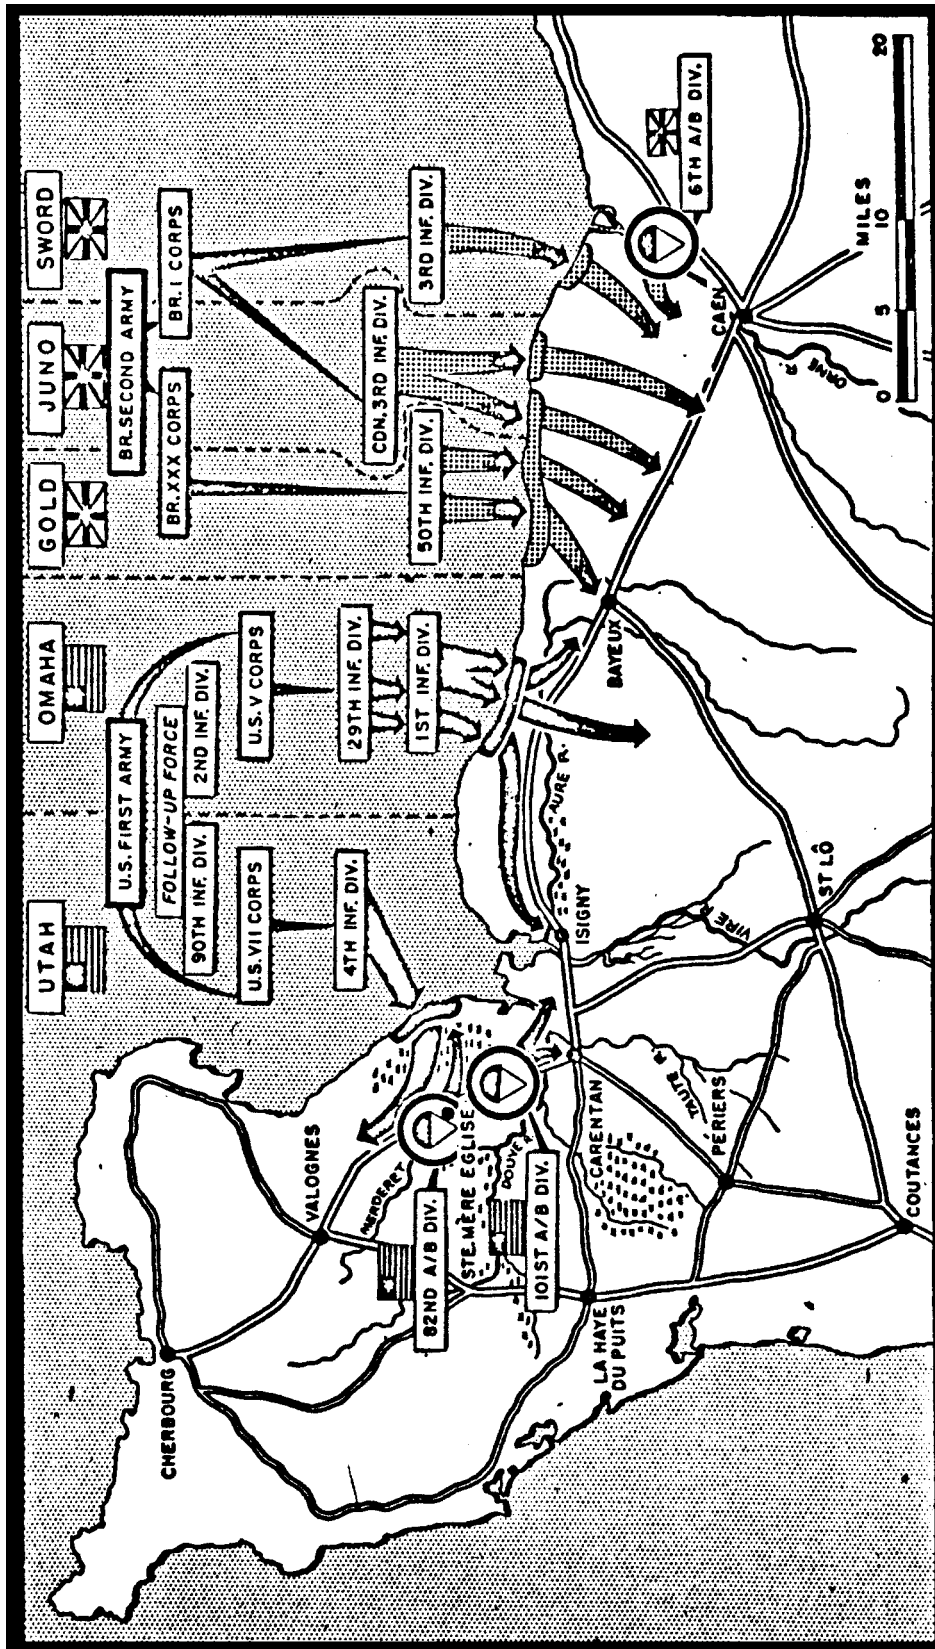 UTAH
OMAHA
GOLD
JUNO
SWORD
U.S. FIRST ARMY
BR. SECOND ARMY
FOLLOW-UP FORCE
90TH INF. DIV.
2ND INF. DIV.
BR. XXX CORPS
BR. I CORPS
U.S. VII CORPS
U.S. V CORPS
4TH INF. DIV.
29TH INF. DIV.
1ST INF. DIV.
50TH INF. DIV.
CDN. 3RD INF. DIV.
3RD INF. DIV.
CHERBOURG
VALOGNES
MERDERET
82ND A/B DIV.
STE. MÈRE EGLISE
DOUVE R.
101ST A/B DIV.
LA HAYE
DU PUITS
CARENTAN
ISIGNY
AURE R.
BAYEUX
CAEN
6TH A/B DIV.
TAUTE R.
PERIERS
VIRE R.
ST LÔ
ORNE
R.
COUTANCES
0
5
10
20
MILES